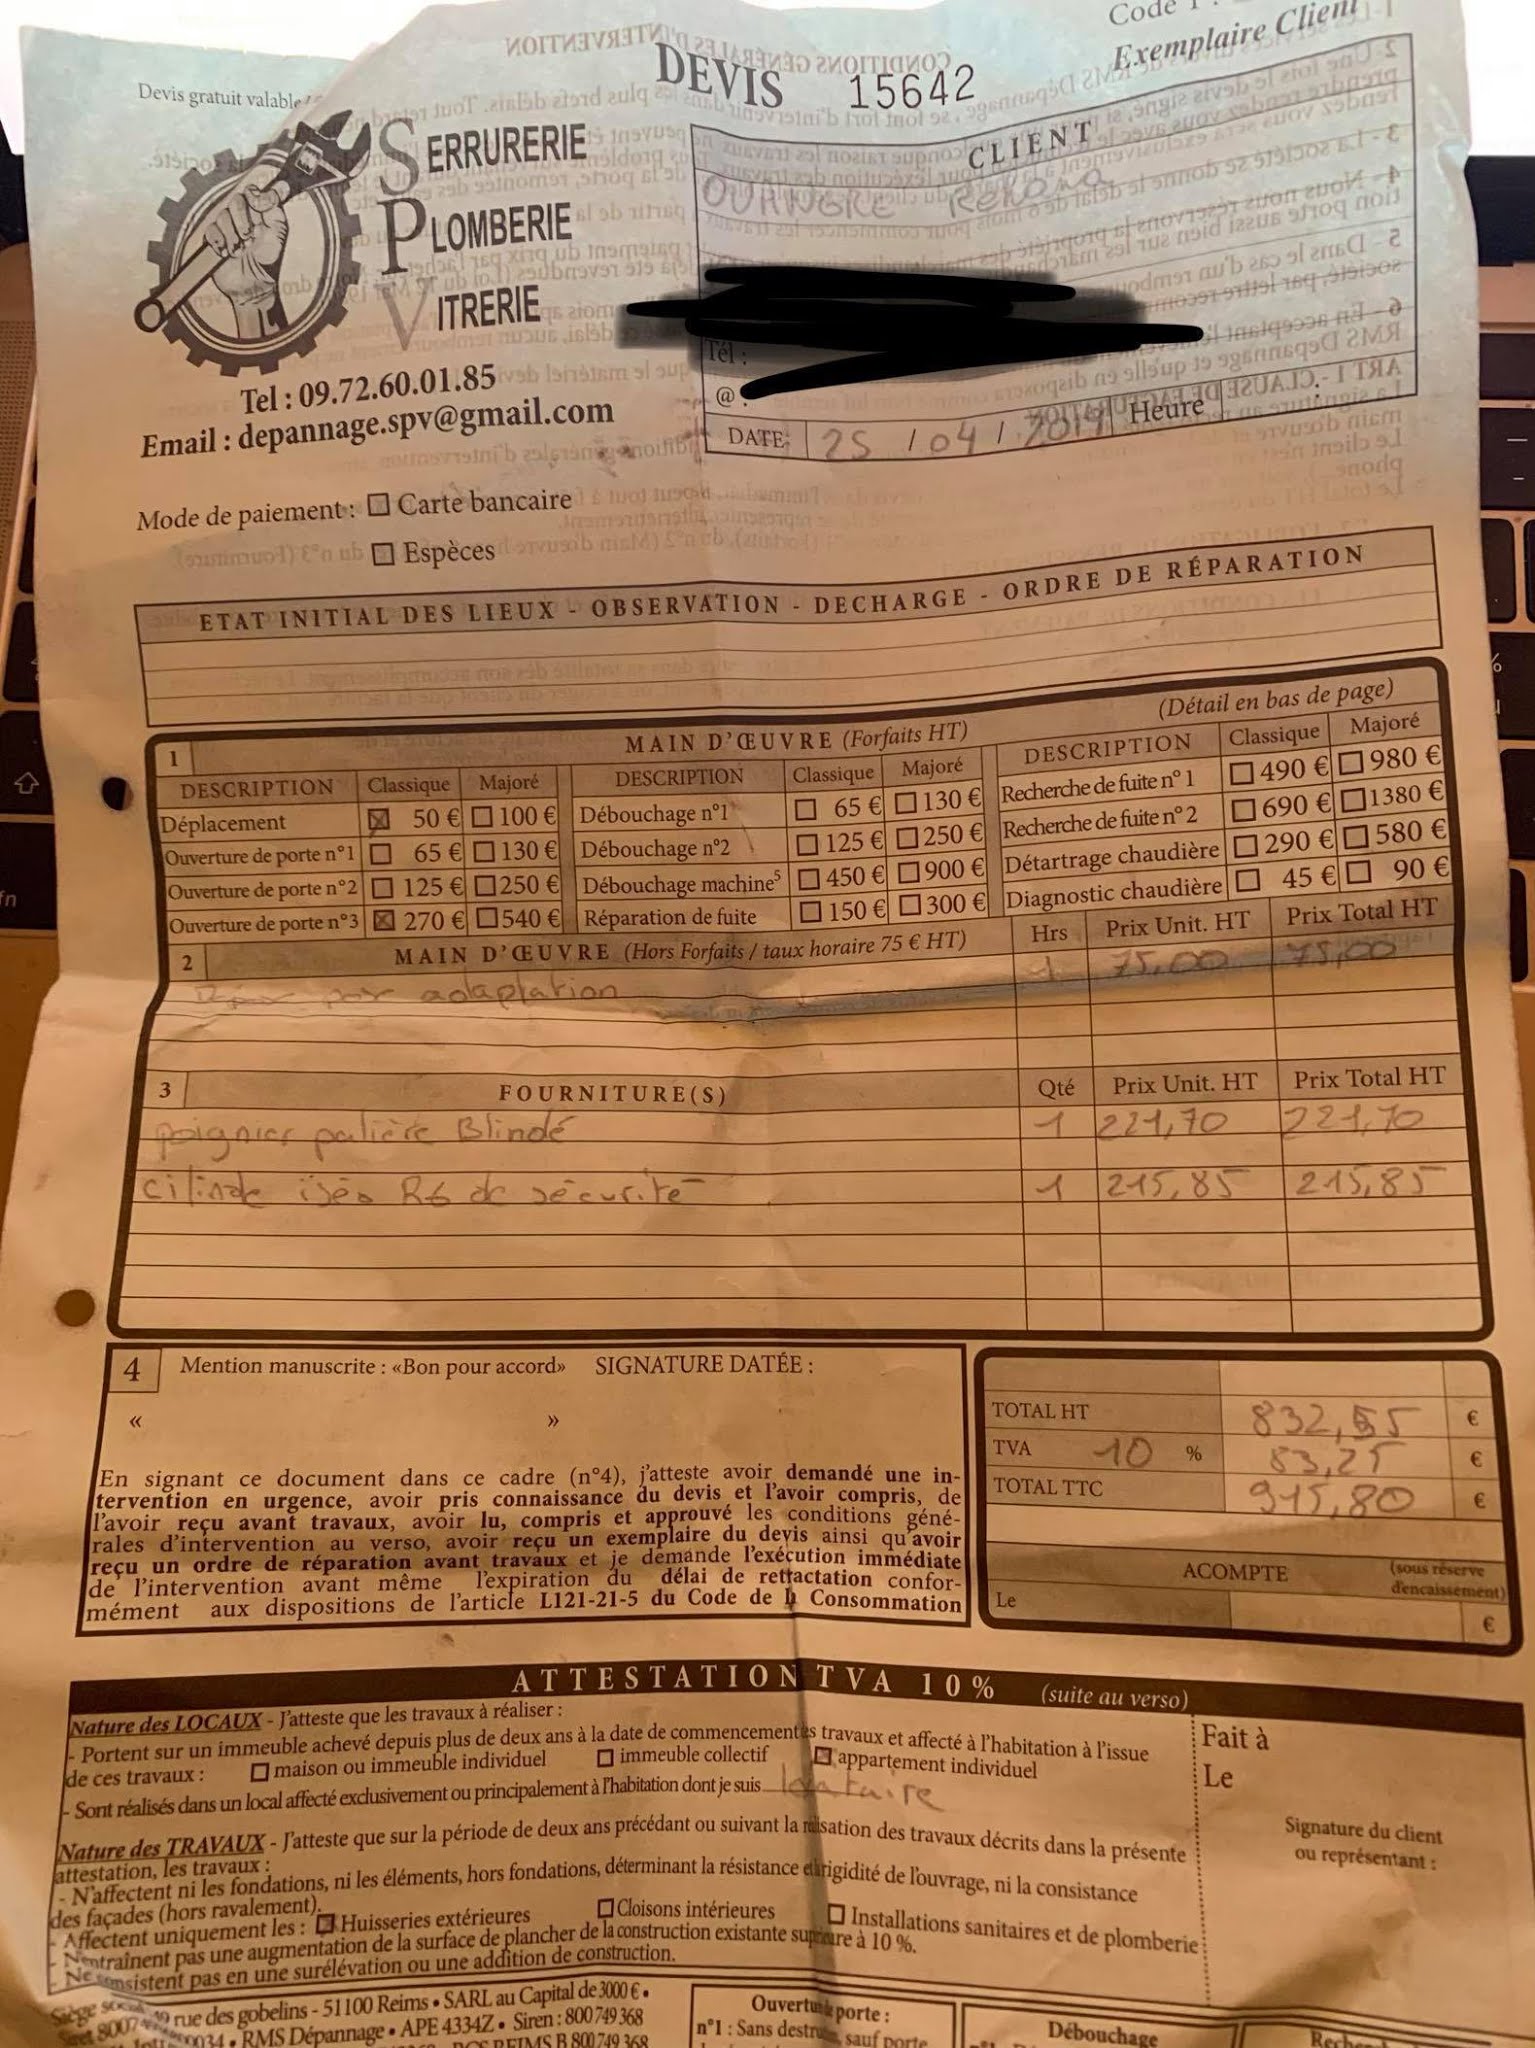 Exemplaire Client
Devis gratuit valable
DEVIS 15642
SERRURERIE
PLOMBERIE
VITRERIE
Tel : 09.72.60.01.85
Email : depannage.spv@gmail.com
CLIENT
Tél :
@ :
DATE: 25 / 04 / 2019 Heure
Mode de paiement : ☐ Carte bancaire
☐ Espèces
ETAT INITIAL DES LIEUX - OBSERVATION - DECHARGE - ORDRE DE RÉPARATION
(Détail en bas de page)
1 MAIN D'ŒUVRE (Forfaits HT)
DESCRIPTION Classique Majoré DESCRIPTION Classique Majoré DESCRIPTION Classique Majoré
Déplacement ☒ 50 € ☐ 100 € Débouchage n°1 ☐ 65 € ☐ 130 € Recherche de fuite n° 1 ☐ 490 € ☐ 980 €
Ouverture de porte n°1 ☐ 65 € ☐ 130 € Débouchage n°2 ☐ 125 € ☐ 250 € Recherche de fuite n° 2 ☐ 690 € ☐ 1380 €
Ouverture de porte n°2 ☐ 125 € ☐ 250 € Débouchage machine5 ☐ 450 € ☐ 900 € Détartrage chaudière ☐ 290 € ☐ 580 €
Ouverture de porte n°3 ☒ 270 € ☐ 540 € Réparation de fuite ☐ 150 € ☐ 300 € Diagnostic chaudière ☐ 45 € ☐ 90 €
2 MAIN D'ŒUVRE (Hors Forfaits / taux horaire 75 € HT) Hrs Prix Unit. HT Prix Total HT
adaptation 1 75,00 75,00
3 FOURNITURE(S) Qté Prix Unit. HT Prix Total HT
poignier palière Blindé 1 221,70 221,70
R6 de sécurité 1 215,85 215,85
4 Mention manuscrite : «Bon pour accord» SIGNATURE DATÉE :
« »
En signant ce document dans ce cadre (n°4), j'atteste avoir demandé une in-
tervention en urgence, avoir pris connaissance du devis et l'avoir compris, de
l'avoir reçu avant travaux, avoir lu, compris et approuvé les conditions géné-
rales d'intervention au verso, avoir reçu un exemplaire du devis ainsi qu'avoir
reçu un ordre de réparation avant travaux et je demande l'exécution immédiate
de l'intervention avant même l'expiration du délai de rettactation confor-
mément aux dispositions de l'article L121-21-5 du Code de la Consommation
TOTAL HT 832,55 €
TVA 10 % 83,25 €
TOTAL TTC 915,80 €
ACOMPTE (sous réserve
d'encaissement)
Le €
ATTESTATION TVA 10% (suite au verso)
Nature des LOCAUX - J'atteste que les travaux à réaliser :
- Portent sur un immeuble achevé depuis plus de deux ans à la date de commencement travaux et affecté à l'habitation à l'issue
de ces travaux : ☐ maison ou immeuble individuel ☐ immeuble collectif ☒ appartement individuel
- Sont réalisés dans un local affecté exclusivement ou principalement à l'habitation dont je suis locataire
Nature des TRAVAUX - J'atteste que sur la période de deux ans précédant ou suivant la réalisation des travaux décrits dans la présente
attestation, les travaux :
- N'affectent ni les fondations, ni les éléments, hors fondations, déterminant la résistance et rigidité de l'ouvrage, ni la consistance
des façades (hors ravalement).
- Affectent uniquement les : ☒ Huisseries extérieures ☐ Cloisons intérieures ☐ Installations sanitaires et de plomberie
- N'entraînent pas une augmentation de la surface de plancher de la construction existante supérieure à 10 %.
- Ne consistent pas en une surélévation ou une addition de construction.
Fait à
Le
Signature du client
ou représentant :
rue des gobelins - 51100 Reims • SARL au Capital de 3000 € •
• RMS Dépannage • APE 4334Z • Siren : 800 749 368
REIMS B 800 749 368
Ouverture porte :
n°1 : Sans sauf porte
Débouchage